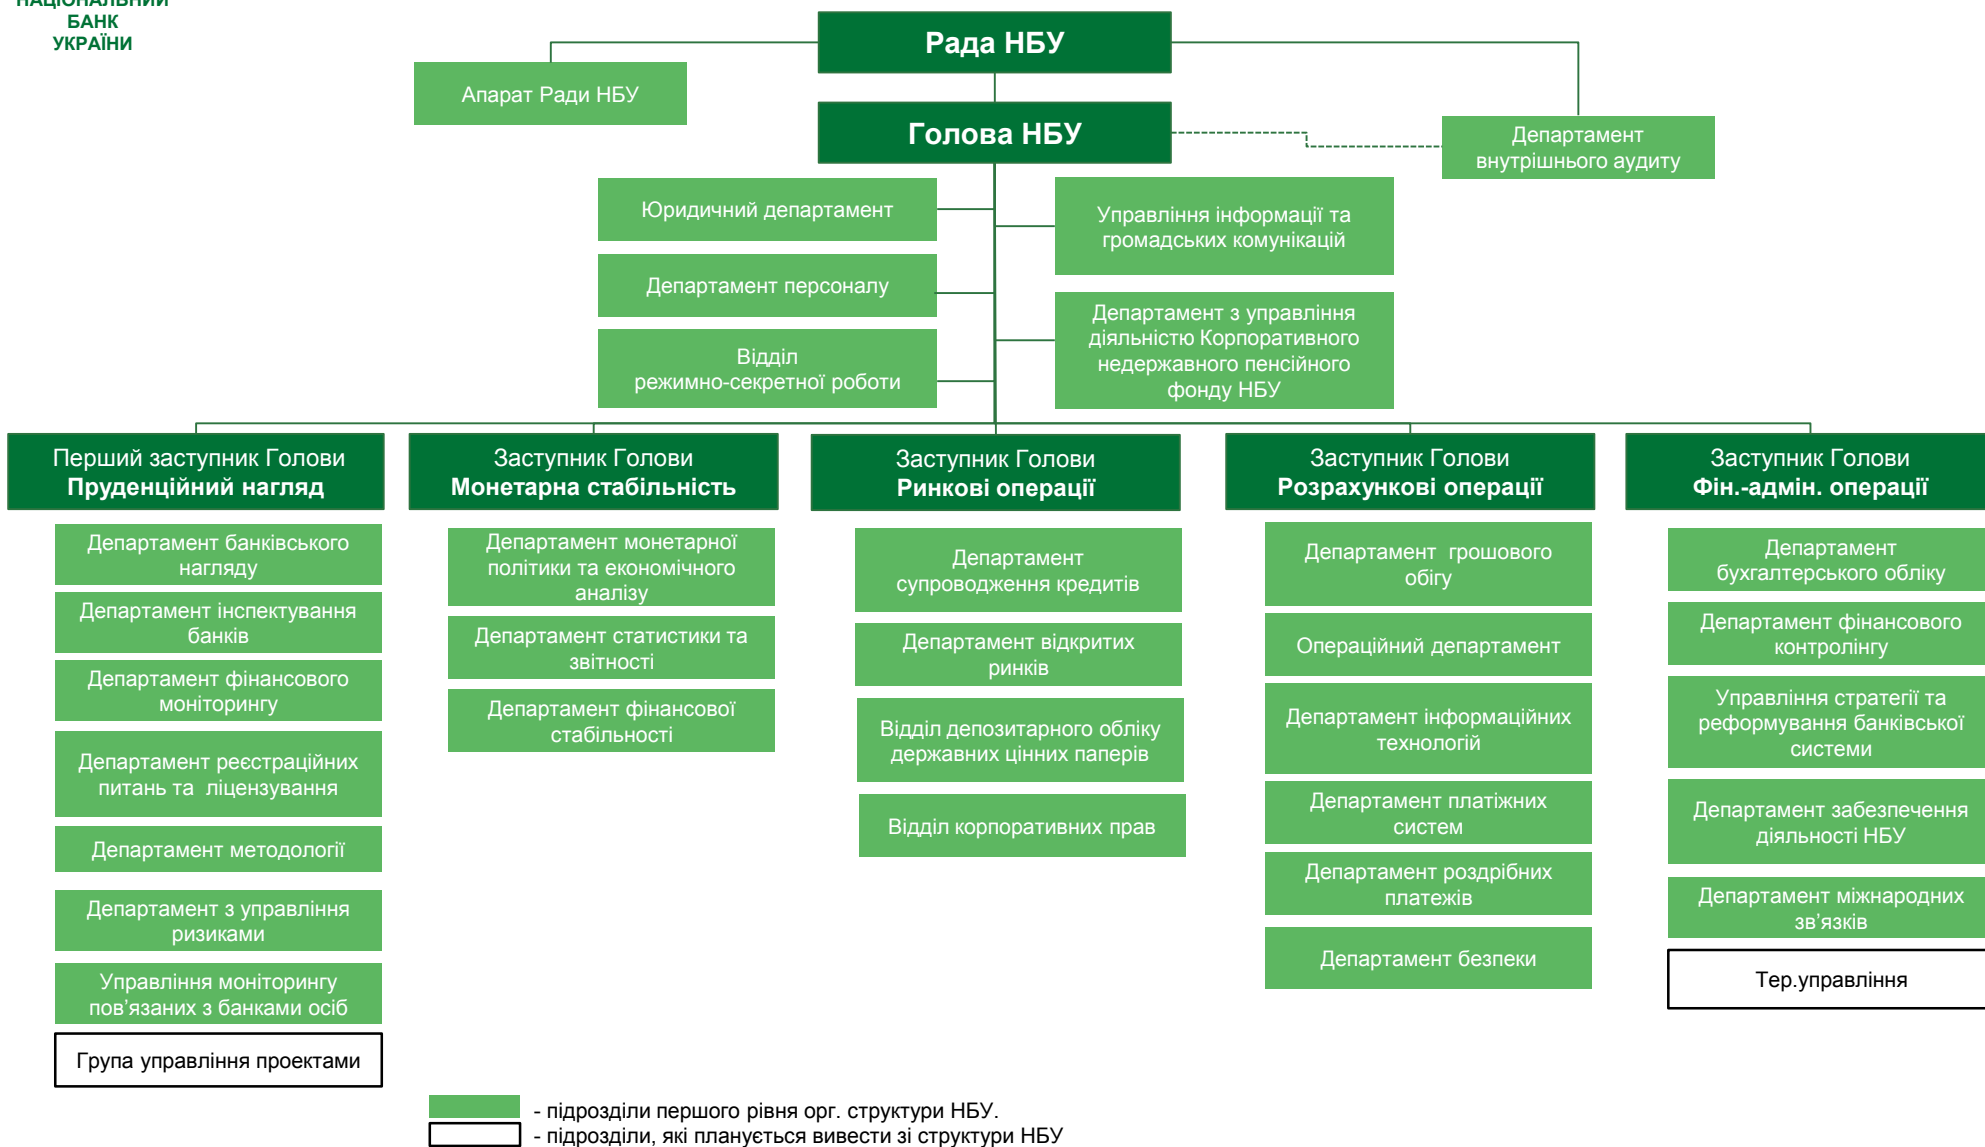 НАЦІОНАЛЬНИЙ
БАНК
УКРАЇНИ
Рада НБУ
Апарат Ради НБУ
Голова НБУ
Департамент
внутрішнього аудиту
Юридичний департамент
Управління інформації та
громадських комунікацій
Департамент персоналу
Департамент з управління
діяльністю Корпоративного
недержавного пенсійного
фонду НБУ
Відділ
режимно-секретної роботи
Перший заступник Голови
Пруденційний нагляд
Департамент банківського
нагляду
Департамент інспектування
банків
Департамент фінансового
моніторингу
Департамент реєстраційних
питань та ліцензування
Департамент методології
Департамент з управління
ризиками
Управління моніторингу
пов’язаних з банками осіб
Група управління проектами
Заступник Голови
Монетарна стабільність
Департамент монетарної
політики та економічного
аналізу
Департамент статистики та
звітності
Департамент фінансової
стабільності
Заступник Голови
Ринкові операції
Департамент
супроводження кредитів
Департамент відкритих
ринків
Відділ депозитарного обліку
державних цінних паперів
Відділ корпоративних прав
Заступник Голови
Розрахункові операції
Департамент грошового
обігу
Операційний департамент
Департамент інформаційних
технологій
Департамент платіжних
систем
Департамент роздрібних
платежів
Департамент безпеки
Заступник Голови
Фін.-адмін. операції
Департамент
бухгалтерського обліку
Департамент фінансового
контролінгу
Управління стратегії та
реформування банківської
системи
Департамент забезпечення
діяльності НБУ
Департамент міжнародних
зв’язків
Тер.управління
- підрозділи першого рівня орг. структури НБУ.
- підрозділи, які планується вивести зі структури НБУ